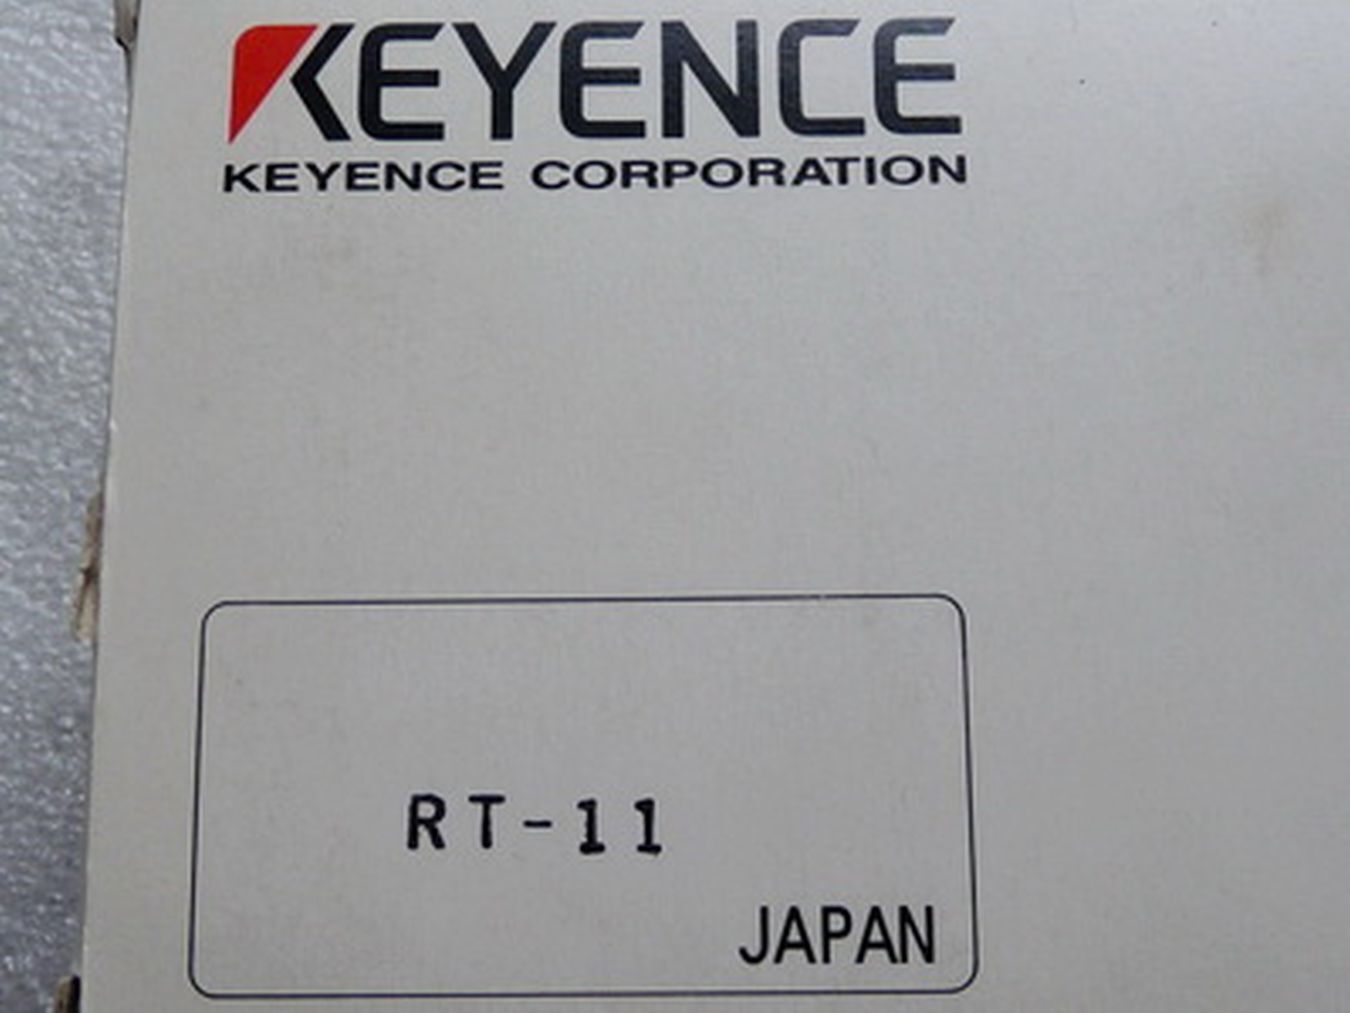 KEYENCE
KEYENCE CORPORATION
RT-11
JAPAN